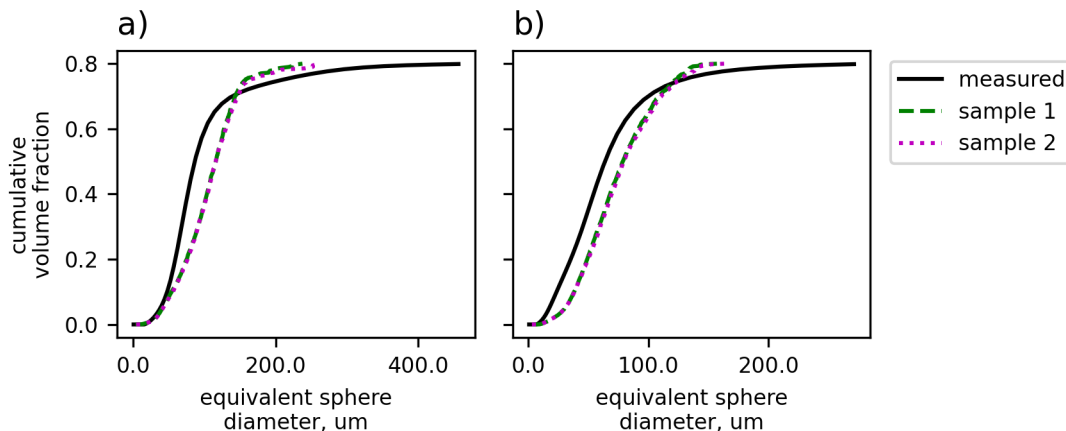 a)
b)
0.8
0.6
0.4
0.2
0.0
cumulative
volume fraction
0.0 200.0 400.0
equivalent sphere
diameter, um
0.0 100.0 200.0
equivalent sphere
diameter, um
measured
sample 1
sample 2